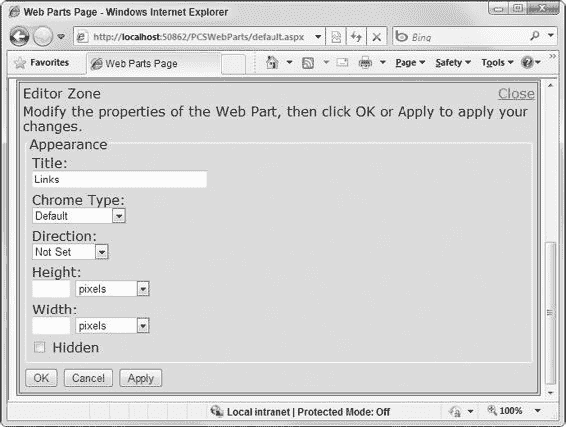 Web Parts Page - Windows Internet Explorer
http://localhost:50862/PCSWebParts/default.aspx
Bing
Favorites
Web Parts Page
Page
Safety
Tools
Editor Zone
Close
Modify the properties of the Web Part, then click OK or Apply to apply your
changes.
Appearance
Title:
Links
Chrome Type:
Default
Direction:
Not Set
Height:
pixels
Width:
pixels
Hidden
OK
Cancel
Apply
Local intranet | Protected Mode: Off
100%